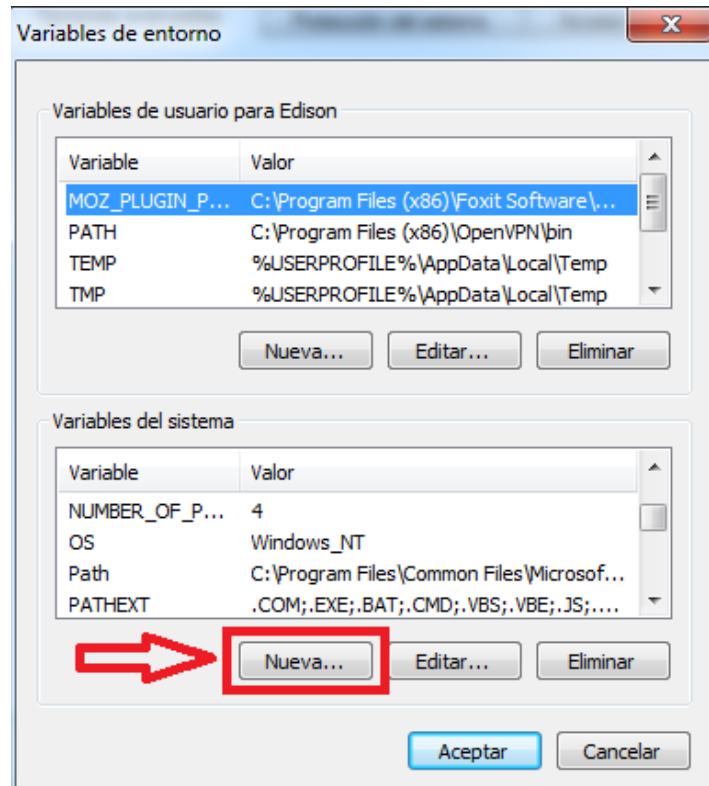 Variables de entorno
Variables de usuario para Edison
Variable Valor
MOZ_PLUGIN_P... C:\Program Files (x86)\Foxit Software\...
PATH C:\Program Files (x86)\OpenVPN\bin
TEMP %USERPROFILE%\AppData\Local\Temp
TMP %USERPROFILE%\AppData\Local\Temp
Nueva... Editar... Eliminar
Variables del sistema
Variable Valor
NUMBER_OF_P... 4
OS Windows_NT
Path C:\Program Files\Common Files\Microsof...
PATHEXT .COM;.EXE;.BAT;.CMD;.VBS;.VBE;.JS;....
Nueva... Editar... Eliminar
Aceptar Cancelar